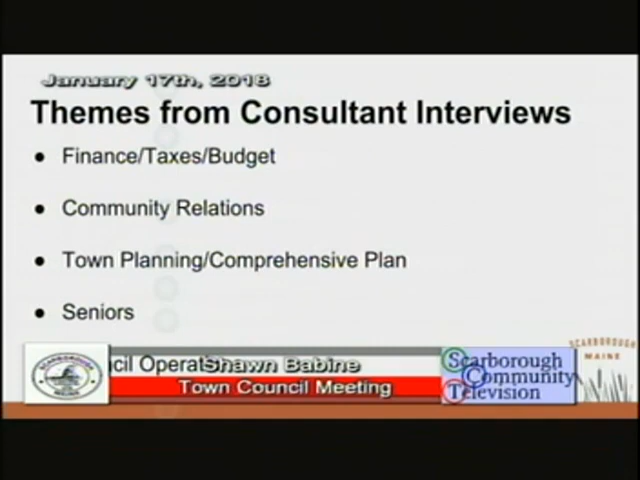 January 17th, 2018
Themes from Consultant Interviews
• Finance/Taxes/Budget
• Community Relations
• Town Planning/Comprehensive Plan
• Seniors
Shawn Babine
Town Council Meeting
Scarborough
Community
Television
SCARBOROUGH
MAINE